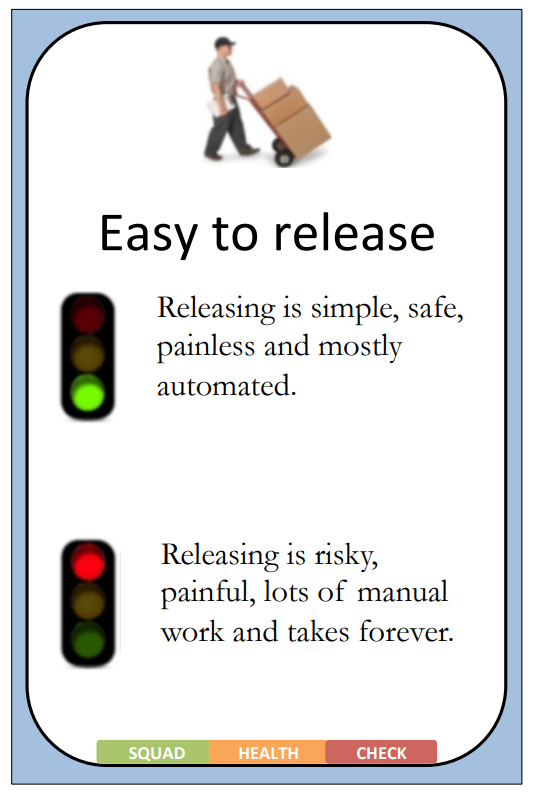 Easy to release
Releasing is simple, safe,
painless and mostly
automated.
Releasing is risky,
painful, lots of manual
work and takes forever.
SQUAD HEALTH CHECK